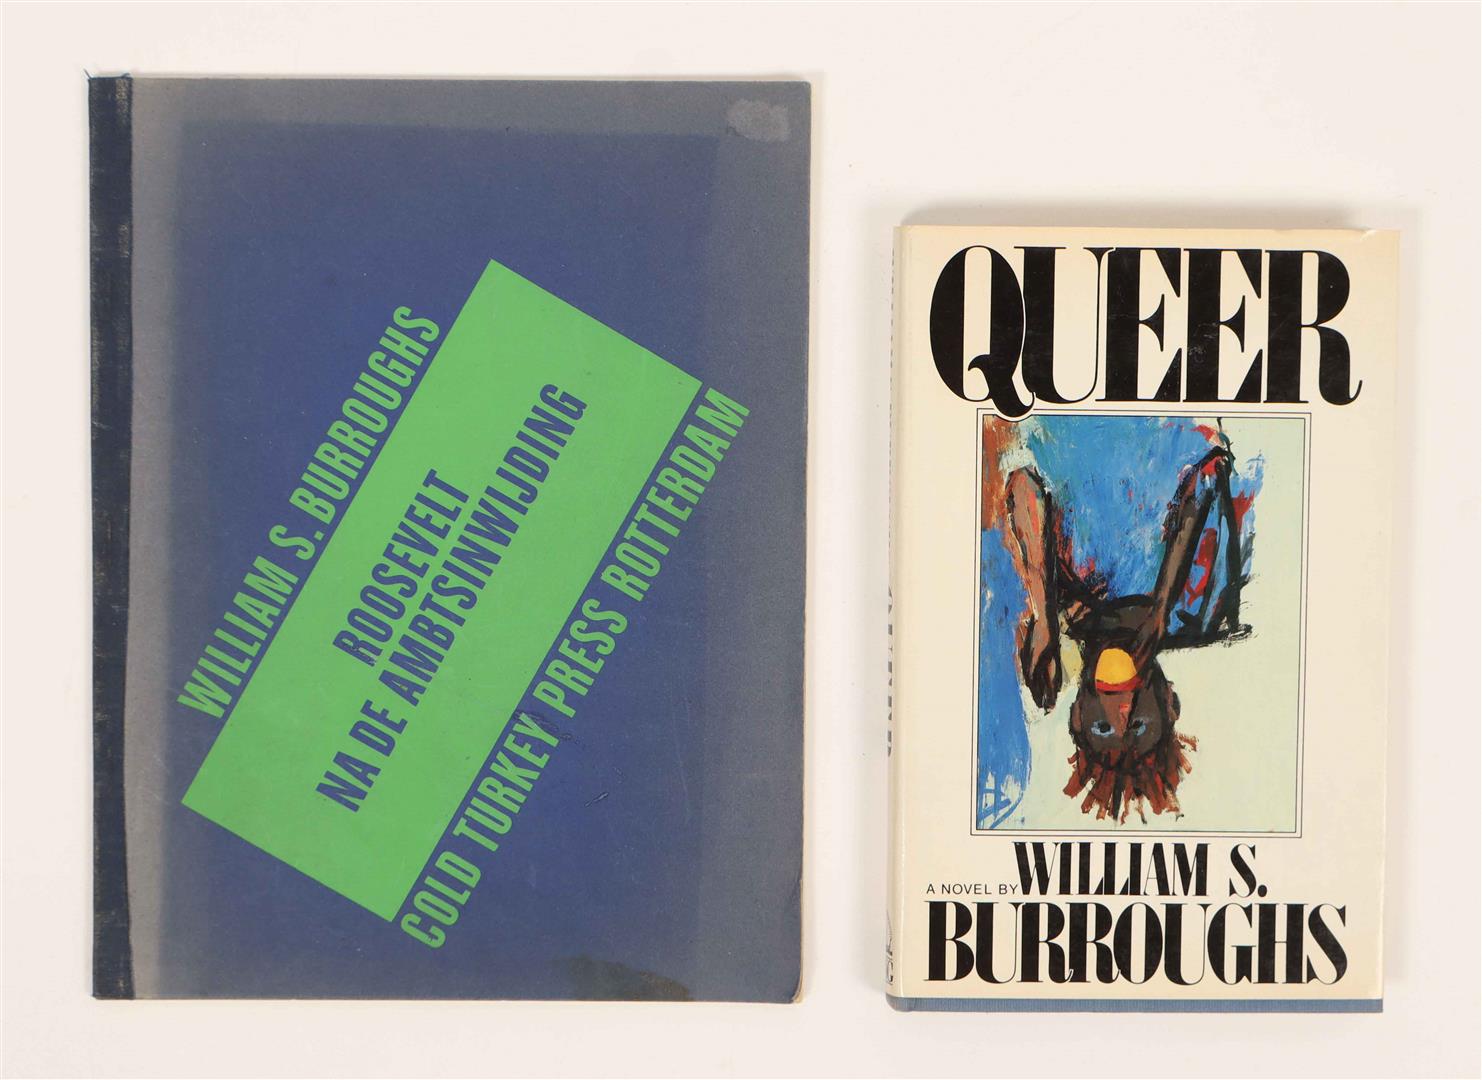 WILLIAM S. BURROUGHS
ROOSEVELT
NA DE AMBTSINWIJDING
COLD TURKEY PRESS ROTTERDAM
QUEER
A NOVEL BY WILLIAM S.
BURROUGHS